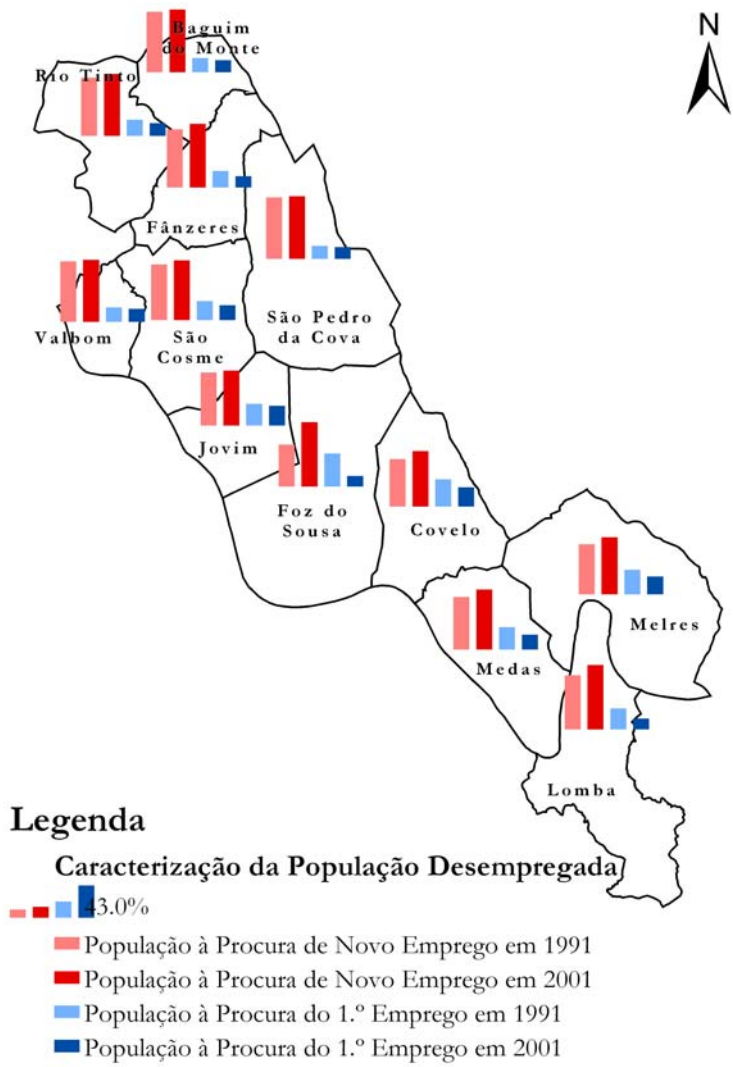 N
Baguim
do Monte
Rio Tinto
Fânzeres
São Pedro
da Cova
Valbom
São
Cosme
Jovim
Foz do
Sousa
Covelo
Melres
Medas
Lomba
Legenda
Caracterização da População Desempregada
43.0%
População à Procura de Novo Emprego em 1991
População à Procura de Novo Emprego em 2001
População à Procura do 1.º Emprego em 1991
População à Procura do 1.º Emprego em 2001